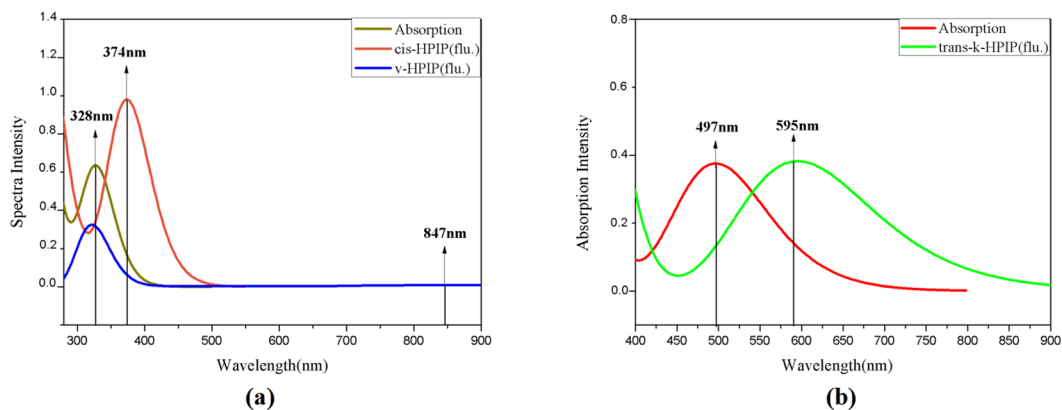 1.4
1.2
1.0
0.8
0.6
0.4
0.2
0.0
Spectra Intensity
374nm
328nm
847nm
Absorption
cis-HPIP(flu.)
v-HPIP(flu.)
300 400 500 600 700 800 900
Wavelength(nm)
(a)
0.8
0.6
0.4
0.2
0.0
Absorption Intensity
497nm
595nm
Absorption
trans-k-HPIP(flu.)
400 450 500 550 600 650 700 750 800 850 900
Wavelength(nm)
(b)